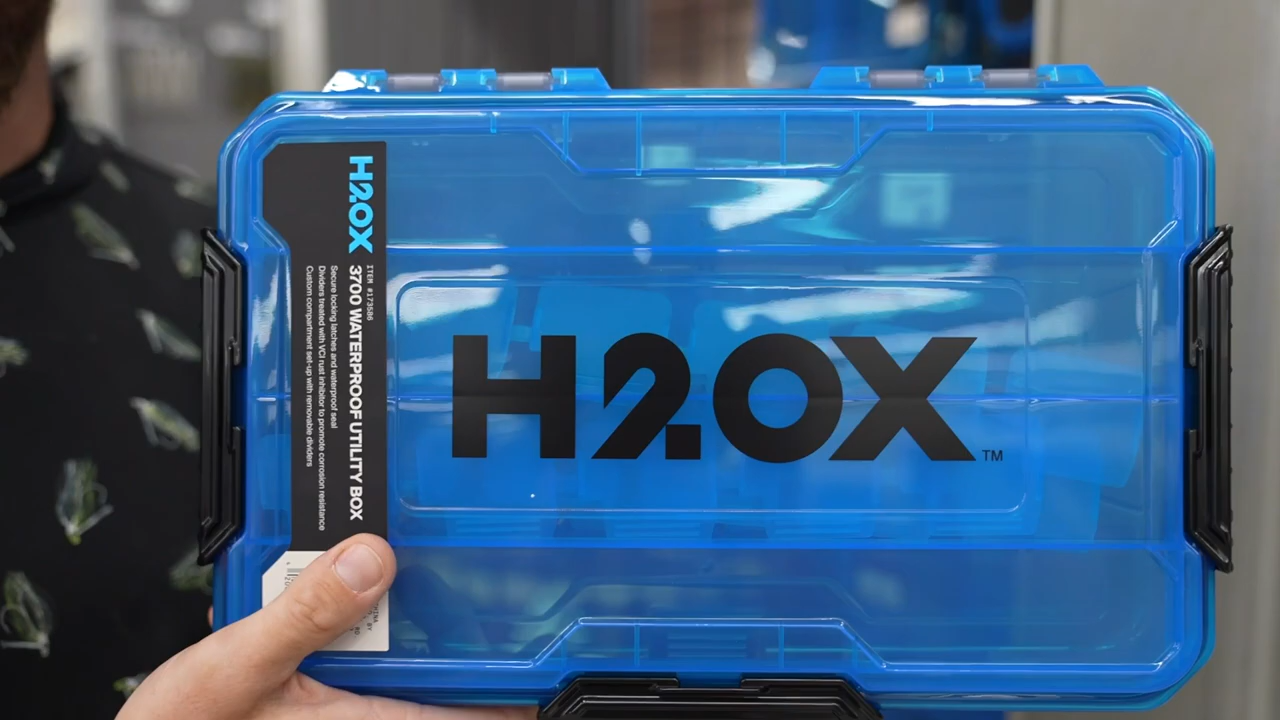 H2OX
ITEM #173586
3700 WATERPROOF UTILITY BOX
Secure locking latches and waterproof seal
Dividers treated with VCI rust inhibitor to promote corrosion resistance
Custom compartment set-up with removable dividers
H2OX™